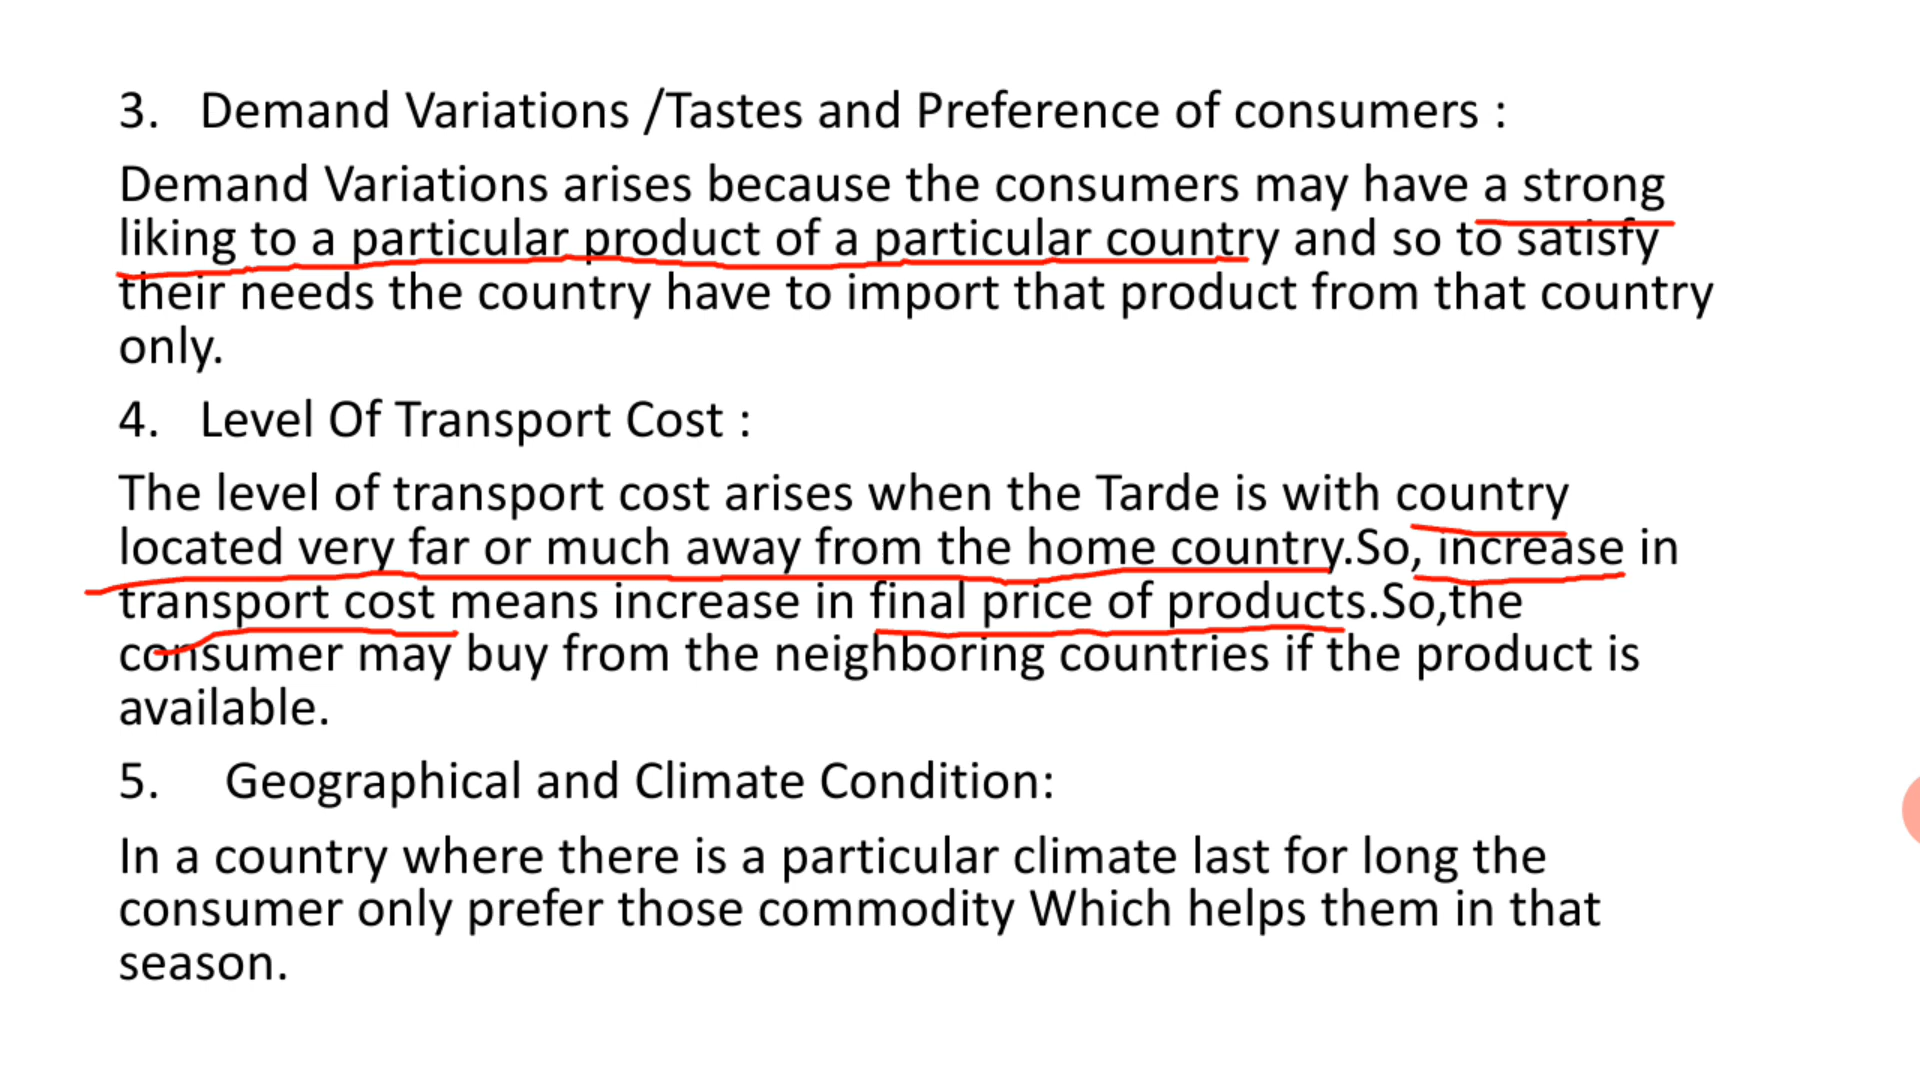 3. Demand Variations /Tastes and Preference of consumers :
Demand Variations arises because the consumers may have a strong
liking to a particular product of a particular country and so to satisfy
their needs the country have to import that product from that country
only.
4. Level Of Transport Cost :
The level of transport cost arises when the Tarde is with country
located very far or much away from the home country.So, increase in
transport cost means increase in final price of products.So,the
consumer may buy from the neighboring countries if the product is
available.
5. Geographical and Climate Condition:
In a country where there is a particular climate last for long the
consumer only prefer those commodity Which helps them in that
season.